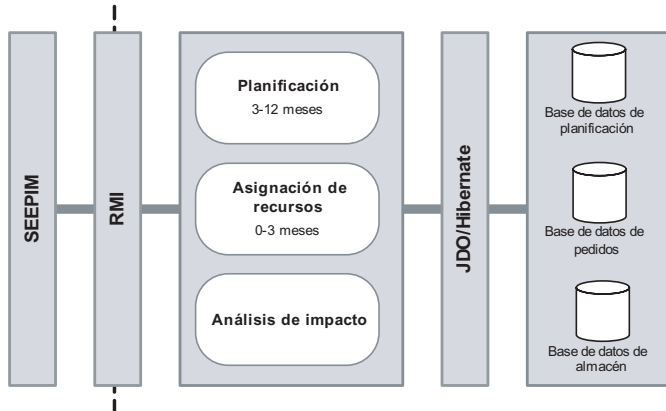 SEEPIM
RMI
Planificación
3-12 meses
Asignación de
recursos
0-3 meses
Análisis de impacto
JDO/Hibernate
Base de datos de
planificación
Base de datos de
pedidos
Base de datos de
almacén